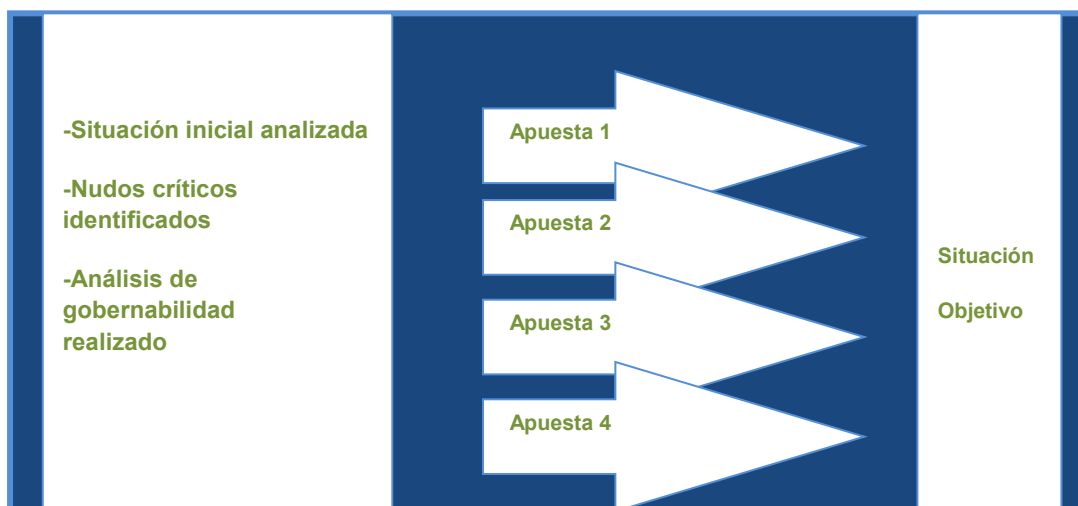 -Situación inicial analizada
-Nudos críticos
identificados
-Análisis de
gobernabilidad
realizado
Apuesta 1
Apuesta 2
Apuesta 3
Apuesta 4
Situación
Objetivo